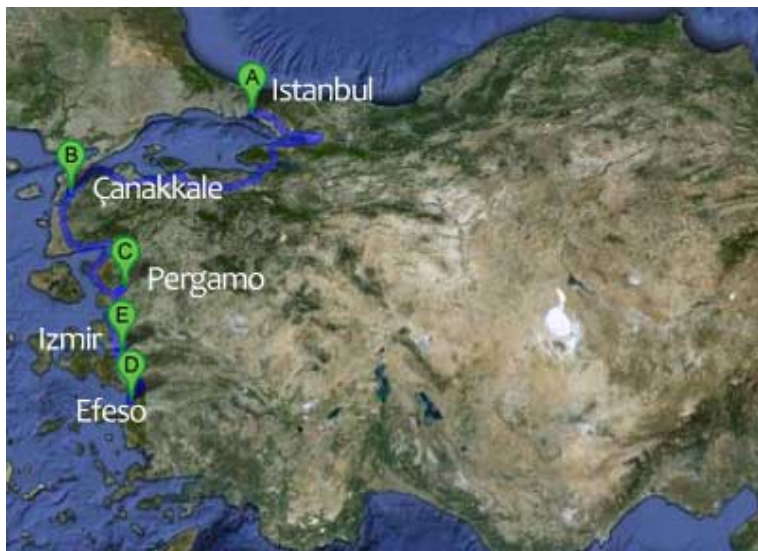 A
Istanbul
B
Çanakkale
C
Pergamo
E
Izmir
D
Efeso